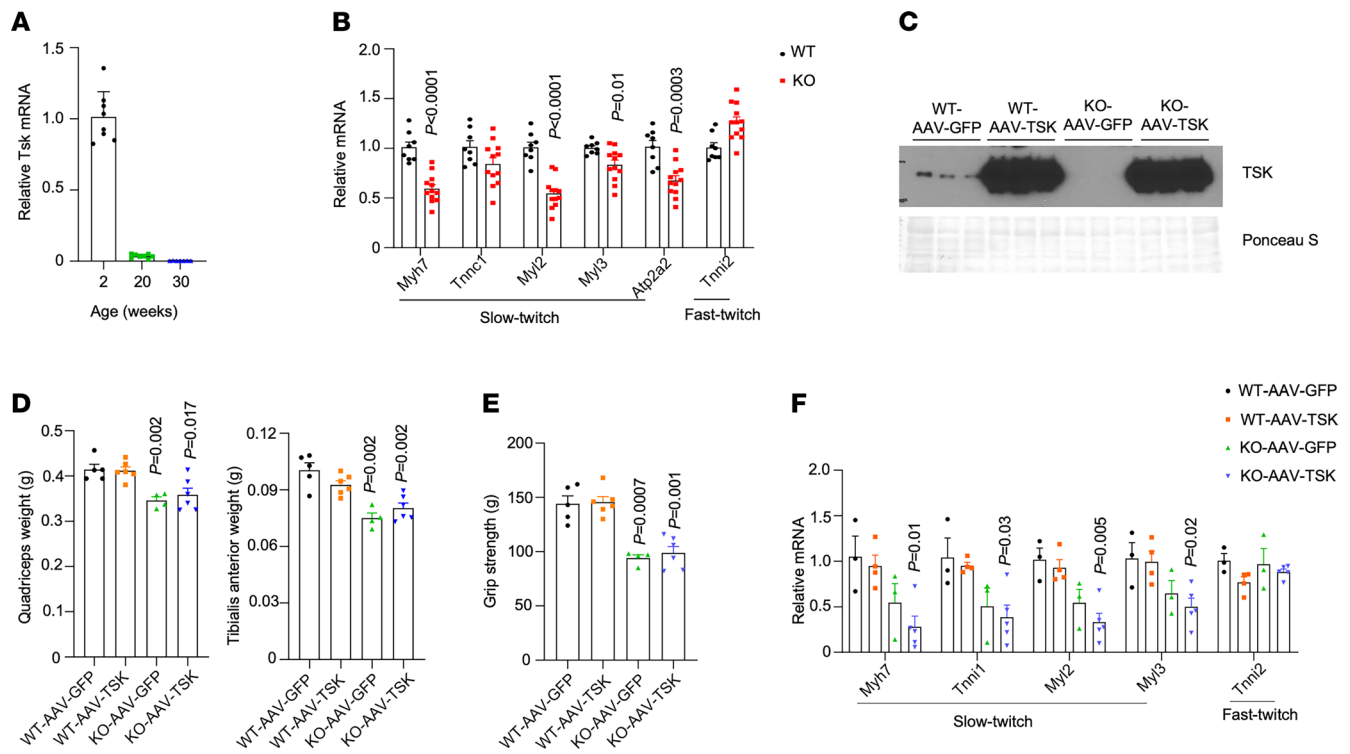 A
Relative Tsk mRNA
1.5
1.0
0.5
0
2 20 30
Age (weeks)
B
Relative mRNA
2.0
1.5
1.0
0.5
0
P<0.0001
P<0.0001
P=0.01
P=0.0003
WT
KO
Myh7
Tnnc1
Myl2
Myl3
Atp2a2
Tnni2
Slow-twitch
Fast-twitch
C
WT-
AAV-GFP
WT-
AAV-TSK
KO-
AAV-GFP
KO-
AAV-TSK
TSK
Ponceau S
D
Quadriceps weight (g)
0.5
0.4
0.3
0.2
0.1
0
P=0.002
P=0.017
WT-AAV-GFP
WT-AAV-TSK
KO-AAV-GFP
KO-AAV-TSK
Tibialis anterior weight (g)
0.12
0.09
0.06
0.03
0
P=0.002
P=0.002
WT-AAV-GFP
WT-AAV-TSK
KO-AAV-GFP
KO-AAV-TSK
E
Grip strength (g)
200
150
100
50
0
P=0.0007
P=0.001
WT-AAV-GFP
WT-AAV-TSK
KO-AAV-GFP
KO-AAV-TSK
F
WT-AAV-GFP
WT-AAV-TSK
KO-AAV-GFP
KO-AAV-TSK
Relative mRNA
2.0
1.5
1.0
0.5
0
P=0.01
P=0.03
P=0.005
P=0.02
Myh7
Tnni1
Myl2
Myl3
Tnni2
Slow-twitch
Fast-twitch